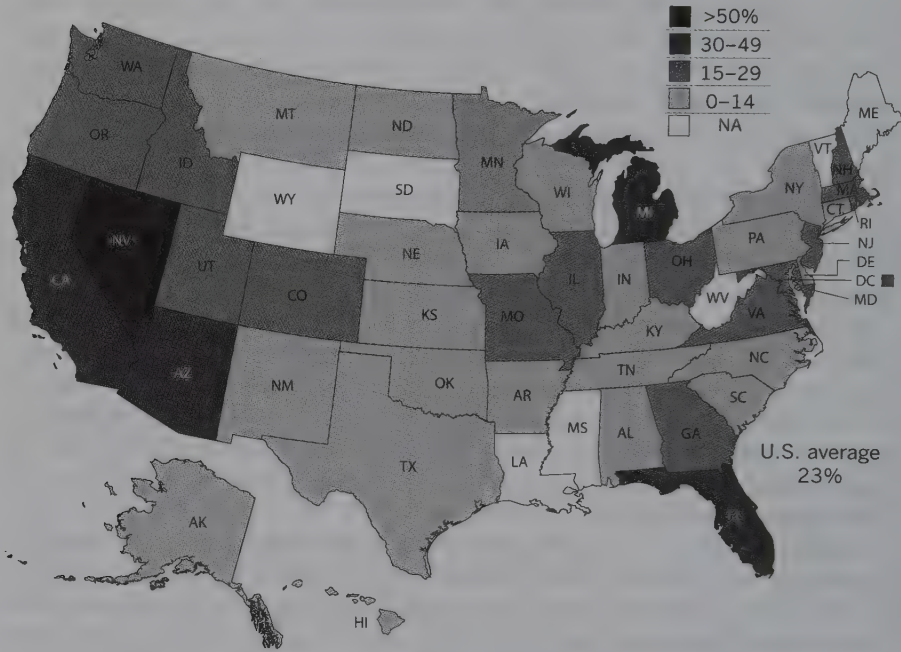 >50%
30–49
15–29
0–14
NA
WA
MT
ND
MN
ME
VT
NH
OR
ID
WY
SD
WI
MI
NY
MA
CT
RI
NV
UT
NE
IA
PA
NJ
DE
DC
MD
CA
CO
KS
MO
IL
IN
OH
WV
VA
KY
AZ
NM
OK
AR
TN
NC
SC
TX
LA
MS
AL
GA
U.S. average
23%
AK
HI